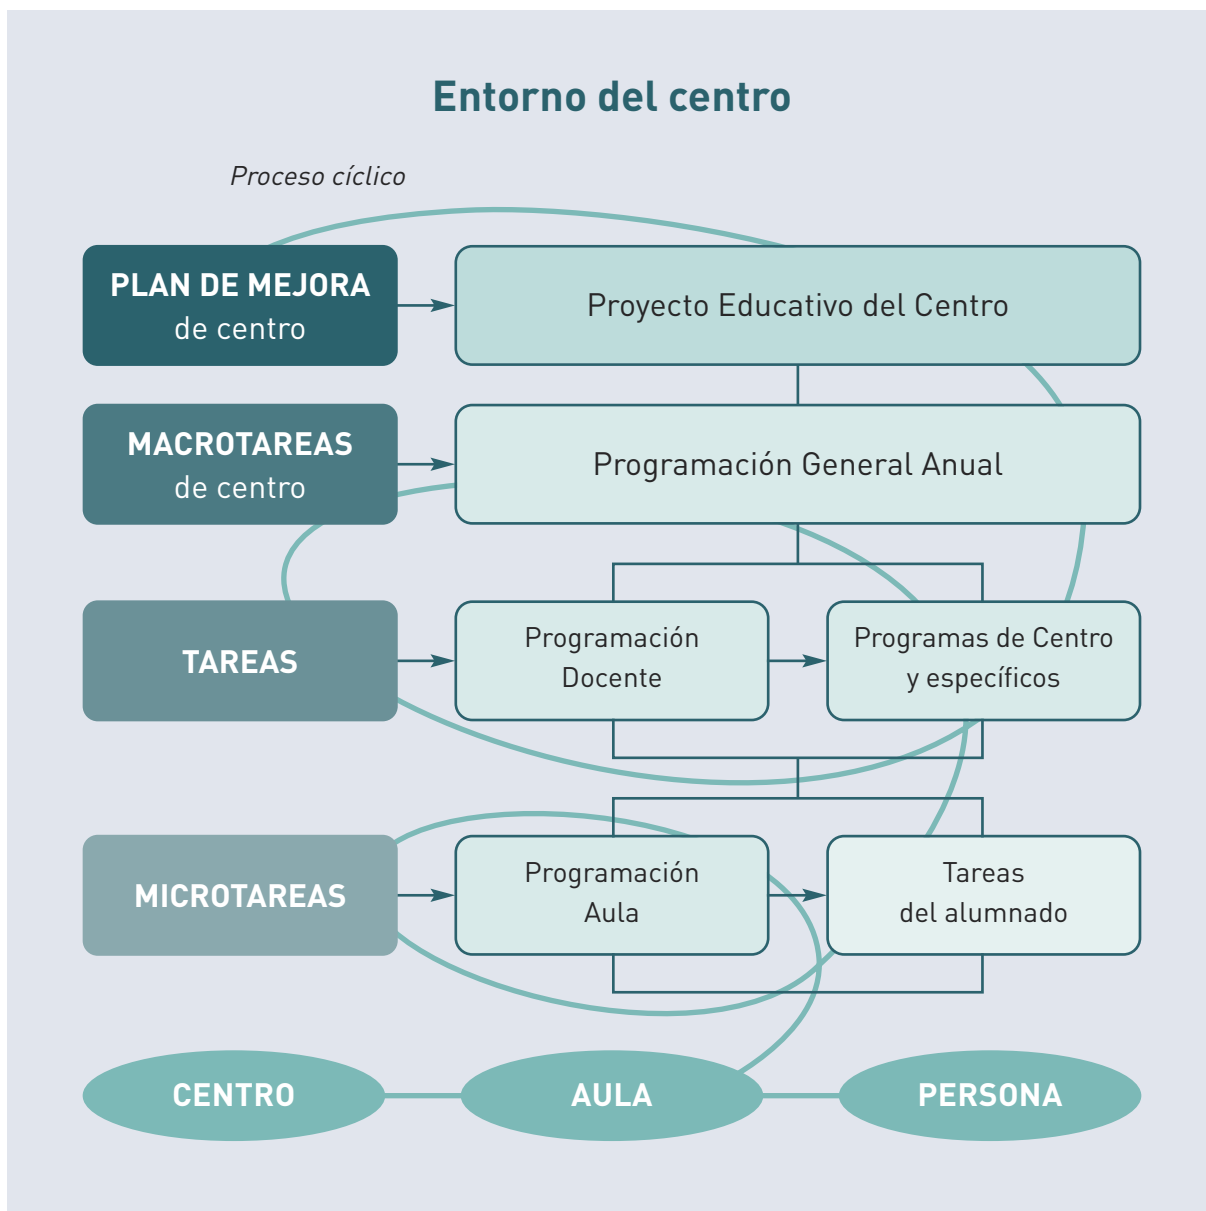 Entorno del centro
Proceso cíclico
PLAN DE MEJORA
de centro
Proyecto Educativo del Centro
MACROTAREAS
de centro
Programación General Anual
TAREAS
Programación
Docente
Programas de Centro
y específicos
MICROTAREAS
Programación
Aula
Tareas
del alumnado
CENTRO
AULA
PERSONA